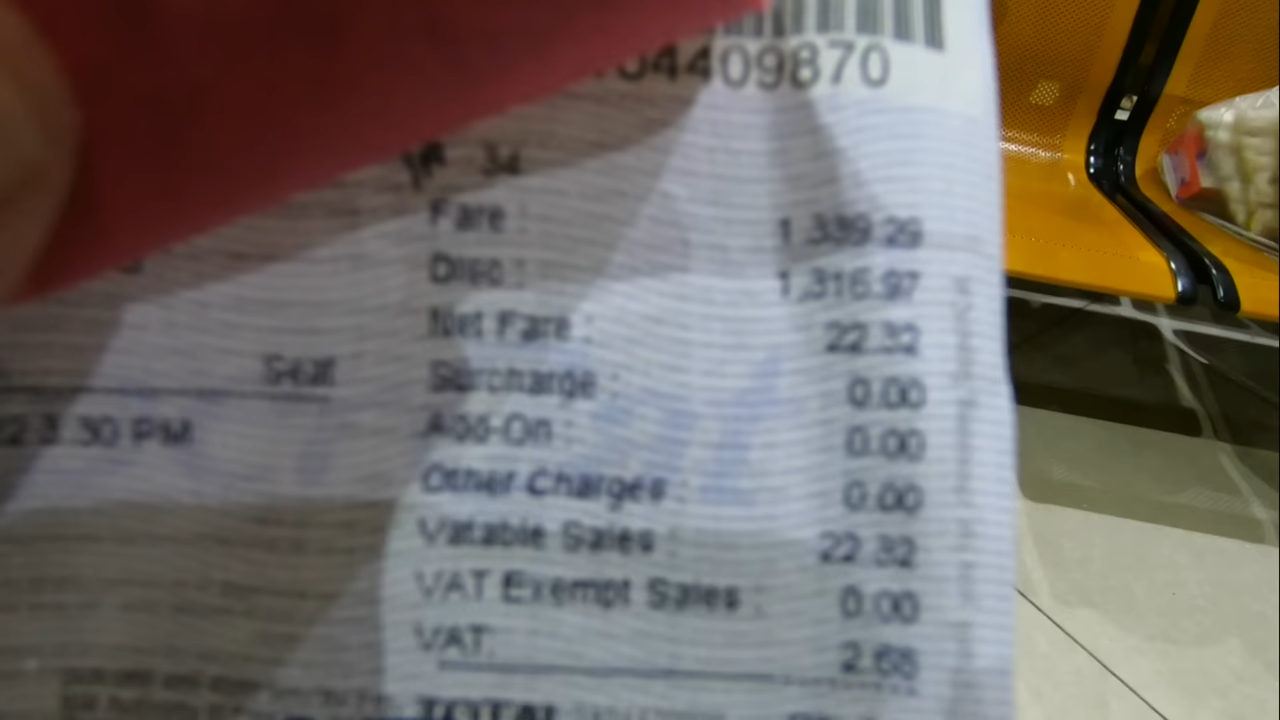 04409870
Fare : 1,339.29
Disc : 1,316.97
Net Fare : 22.32
Seat
Surcharge : 0.00
3:30 PM
Add-On : 0.00
Other Charges : 0.00
Vatable Sales : 22.32
VAT Exempt Sales : 0.00
VAT: 2.68
TOTAL